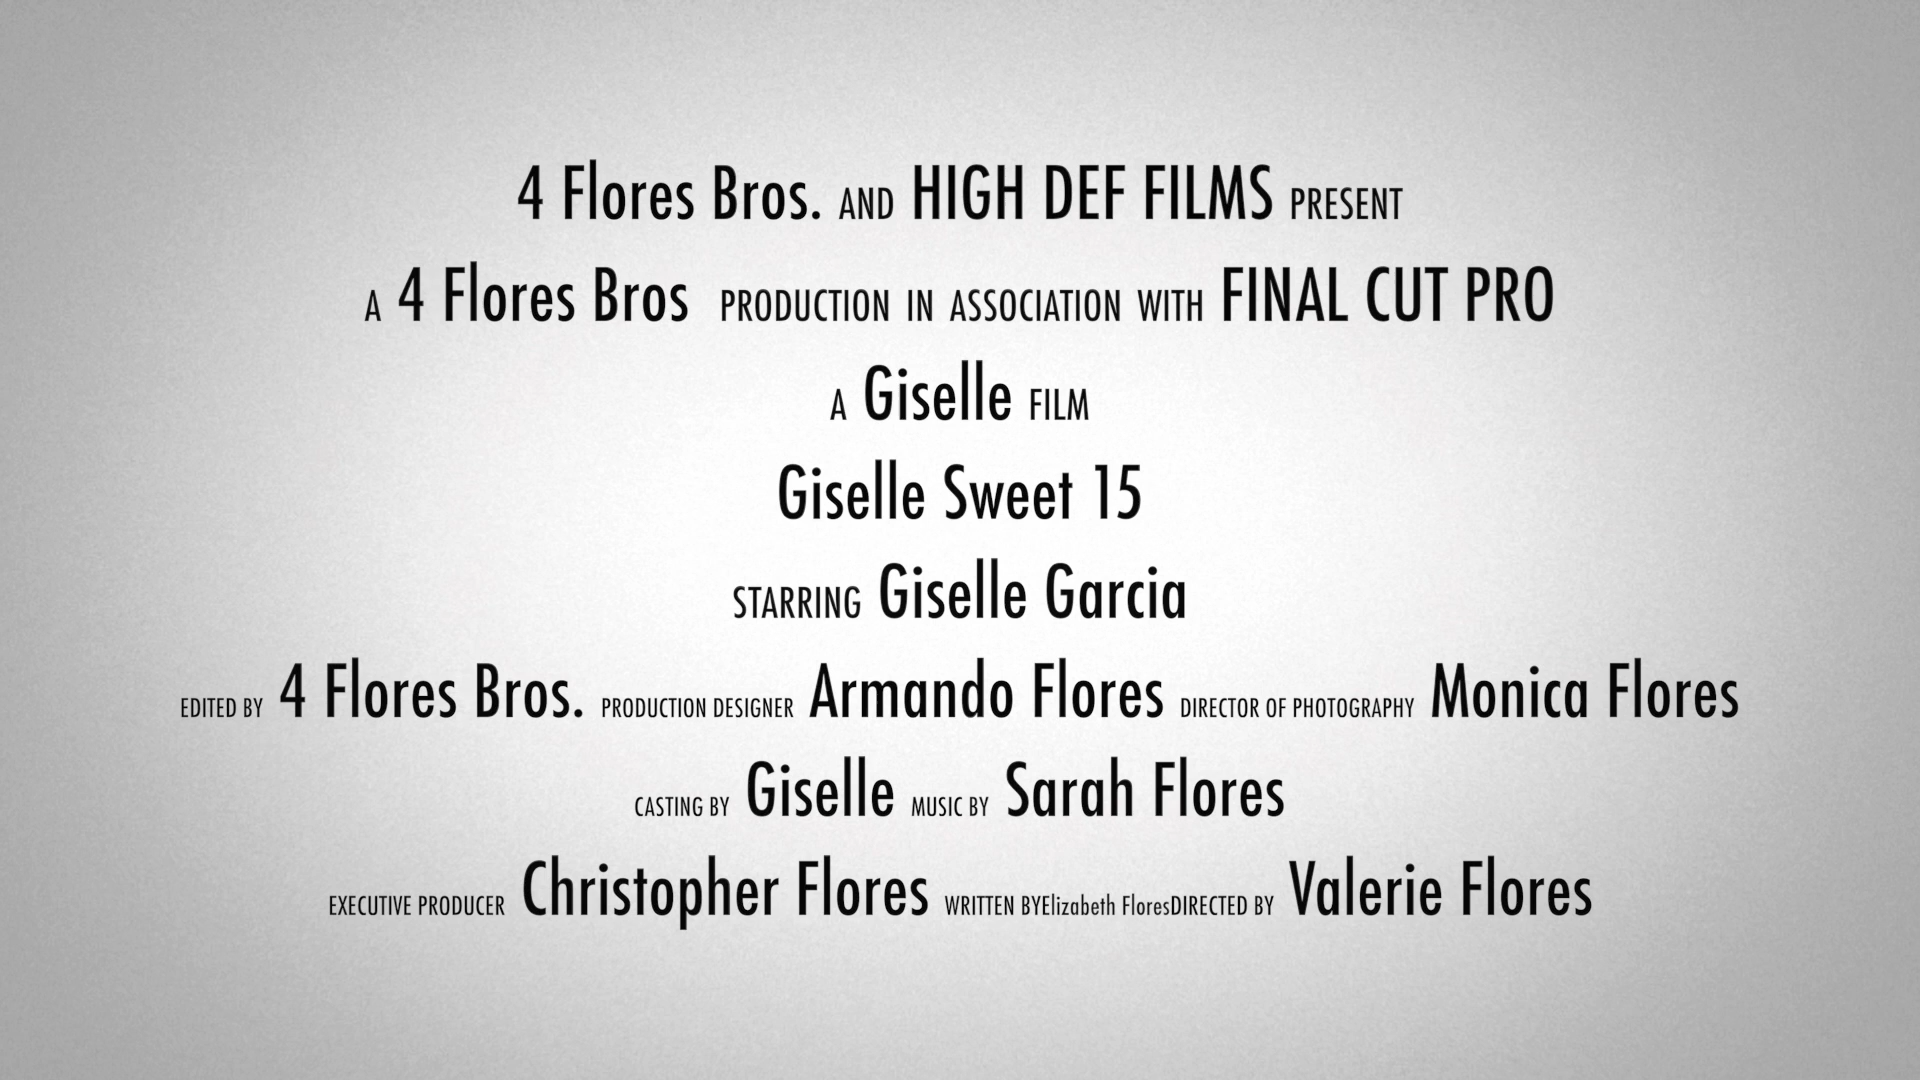 4 Flores Bros. AND HIGH DEF FILMS PRESENT
A 4 Flores Bros PRODUCTION IN ASSOCIATION WITH FINAL CUT PRO
A Giselle FILM
Giselle Sweet 15
STARRING Giselle Garcia
EDITED BY 4 Flores Bros. PRODUCTION DESIGNER Armando Flores DIRECTOR OF PHOTOGRAPHY Monica Flores
CASTING BY Giselle MUSIC BY Sarah Flores
EXECUTIVE PRODUCER Christopher Flores WRITTEN BYElizabeth FloresDIRECTED BY Valerie Flores